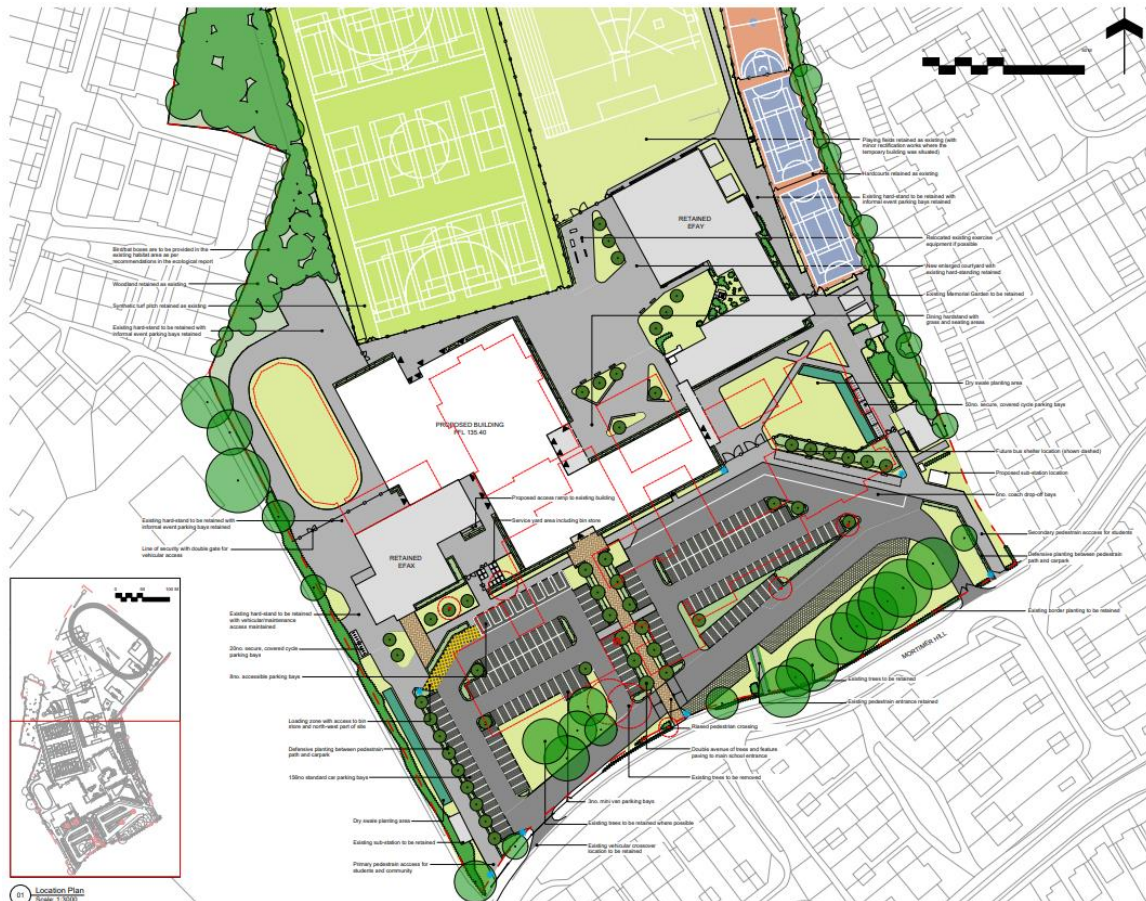 Playing fields retained as existing (with
minor rectification works where the
temporary building was situated)
Hardcourts retained as existing
Existing hard-stand to be retained with
informal event parking bays retained
Relocated existing exercise
equipment if possible
New enlarged courtyard with
existing hard-standing retained
Existing Memorial Garden to be retained
Dining handstand with
grass and seating areas
Dry swale planting area
50no. secure, covered cycle parking bays
Future bus shelter location (shown dashed)
Proposed sub-station location
6no. coach drop-off bays
Secondary pedestrian acccess for students
Defensive planting between pedestrain
path and carpark
Existing border planting to be retained
MORTIMER HILL
Existing trees to be retained
Existing pedestrian entrance retained
Raised pedestrian crossing
Double avenue of trees and feature
paving to main school entrance
Existing trees to be removed
3no. mini van parking bays
Existing trees to be retained where possible
Existing vehicular crossover
location to be retained
RETAINED
EFAY
PROPOSED BUILDING
FFL 135.40
Proposed access ramp to existing building
Service yard area including bin store
RETAINED
EFAX
Bird/bat boxes are to be provided in the
existing habitat area as per
recommendations in the ecological report
Woodland retained as existing
Synthetic turf pitch retained as existing
Existing hard-stand to be retained with
informal event parking bays retained
Existing hard-stand to be retained with
informal event parking bays retained
Line of security with double gate for
vehicular access
Existing hard-stand to be retained
with vehicular/maintenance
access maintained
20no. secure, covered cycle
parking bays
8no. accessible parking bays
Loading zone with access to bin
store and north-west part of site
Defensive planting between pedestrain
path and carpark
139no standard car parking bays
Dry swale planting area
Existing sub-station to be retained
Primary pedestrian acccess for
students and community
01
Location Plan
Scale: 1:3000